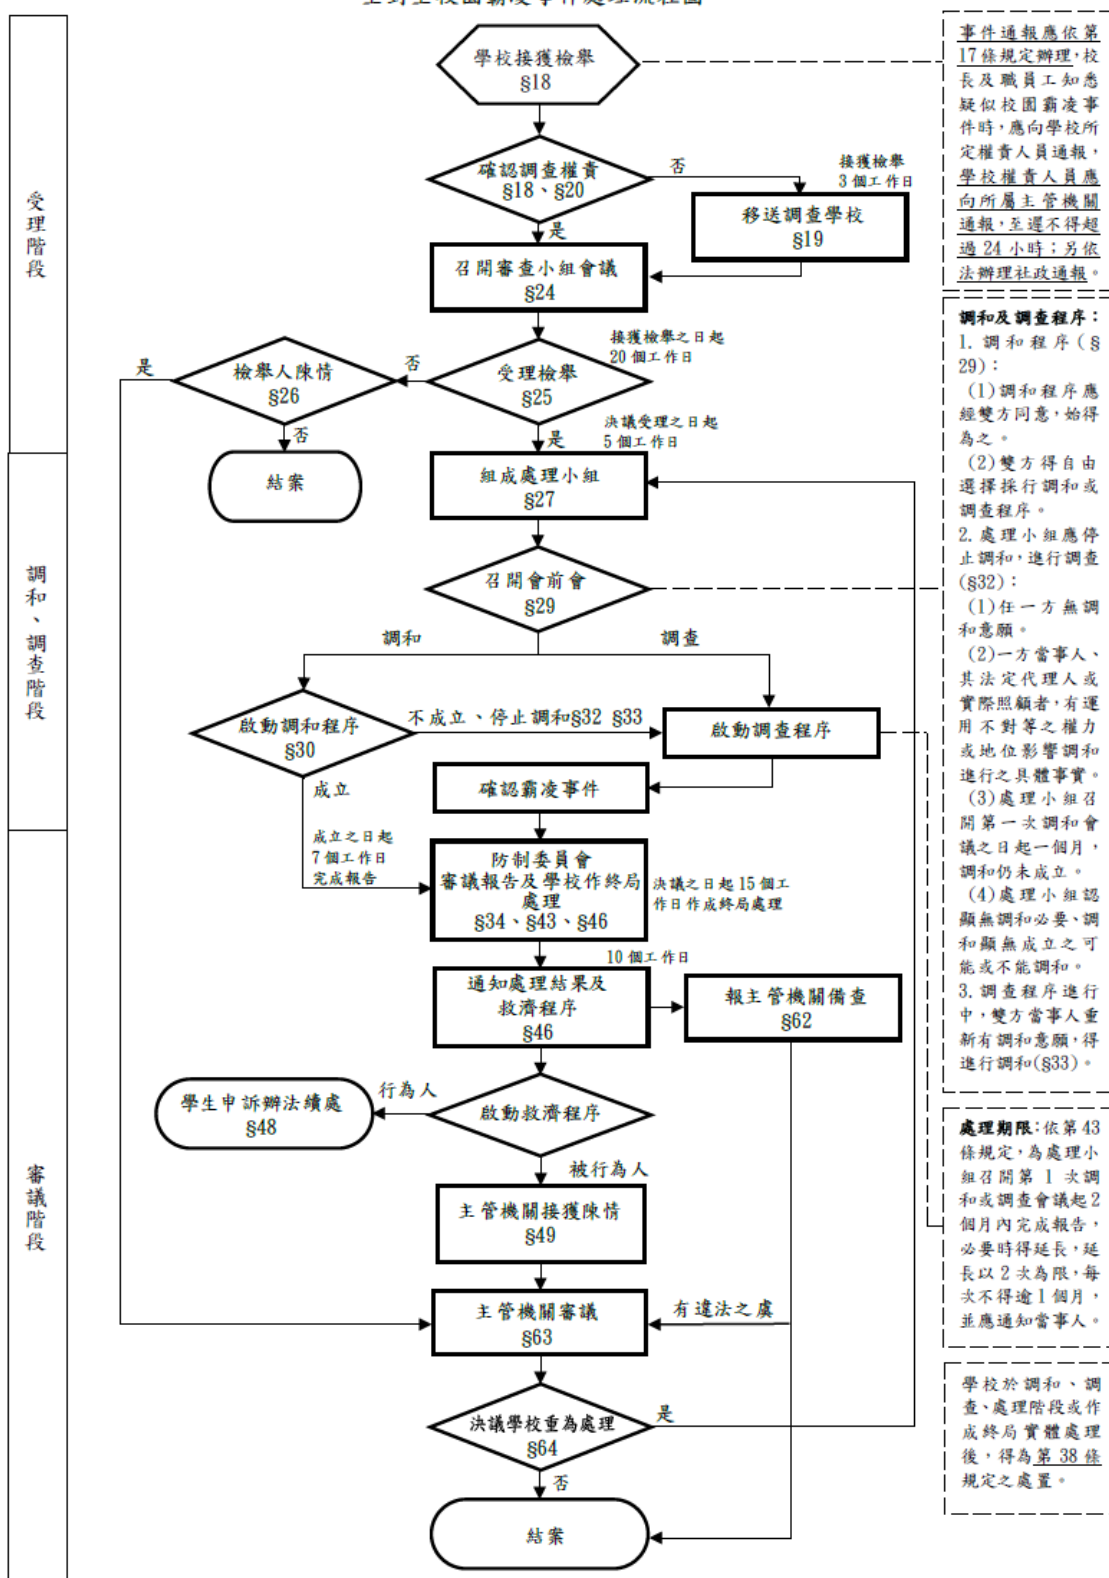 生對生校園霸凌事件處理流程圖
學校接獲檢舉
§18
事件通報應依第
17條規定辦理，校
長及職員工知悉
疑似校園霸凌事
件時，應向學校所
定權責人員通報，
學校權責人員應
向所屬主管機關
通報，至遲不得超
過24小時；另依
法辦理社政通報。
受理階段
確認調查權責
§18、§20
否
接獲檢舉
3個工作日
移送調查學校
§19
是
召開審查小組會議
§24
接獲檢舉之日起
20個工作日
受理檢舉
§25
否
檢舉人陳情
§26
是
否
結案
決議受理之日起
5個工作日
是
調和及調查程序：
1. 調和程序(§
29)：
(1)調和程序應
經雙方同意，始得
為之。
(2)雙方得自由
選擇採行調和或
調查程序。
2. 處理小組應停
止調和，進行調查
(§32)：
(1)任一方無調
和意願。
(2)一方當事人、
其法定代理人或
實際照顧者，有運
用不對等之權力
或地位影響調和
進行之具體事實。
(3)處理小組召
開第一次調和會
議之日起一個月，
調和仍未成立。
(4)處理小組認
顯無調和必要、調
和顯無成立之可
能或不能調和。
3. 調查程序進行
中，雙方當事人重
新有調和意願，得
進行調和(§33)。
調和、調查階段
組成處理小組
§27
召開會前會
§29
調和
調查
啟動調和程序
§30
不成立、停止調和§32 §33
啟動調查程序
成立
確認霸凌事件
審議階段
成立之日起
7個工作日
完成報告
防制委員會
審議報告及學校作終局
處理
§34、§43、§46
決議之日起15個工
作日作成終局處理
10個工作日
通知處理結果及
救濟程序
§46
報主管機關備查
§62
啟動救濟程序
行為人
學生申訴辦法續處
§48
被行為人
主管機關接獲陳情
§49
主管機關審議
§63
有違法之虞
決議學校重為處理
§64
是
否
結案
處理期限：依第43
條規定，為處理小
組召開第1次調
和或調查會議起2
個月內完成報告，
必要時得延長，延
長以2次為限，每
次不得逾1個月，
並應通知當事人。
學校於調和、調
查、處理階段或作
成終局實體處理
後，得為第38條
規定之處置。